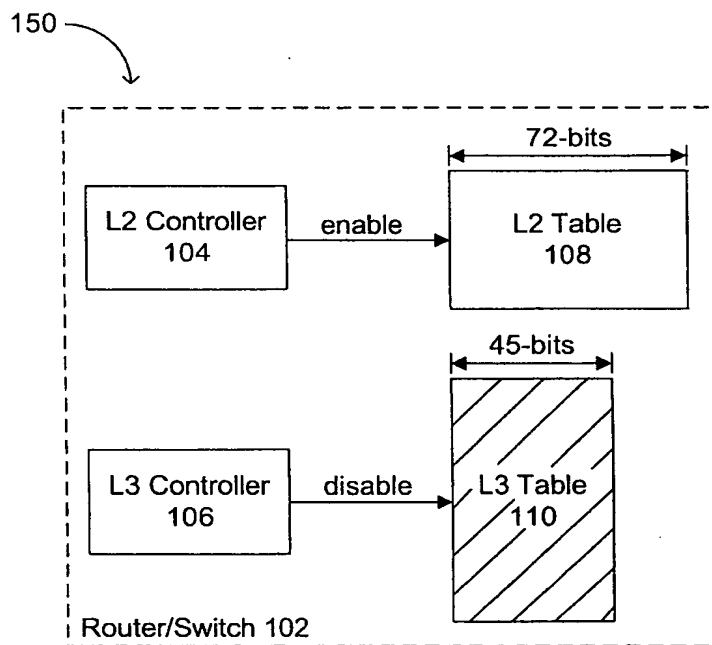 150
72-bits
L2 Controller
104
enable
L2 Table
108
45-bits
L3 Controller
106
disable
L3 Table
110
Router/Switch 102